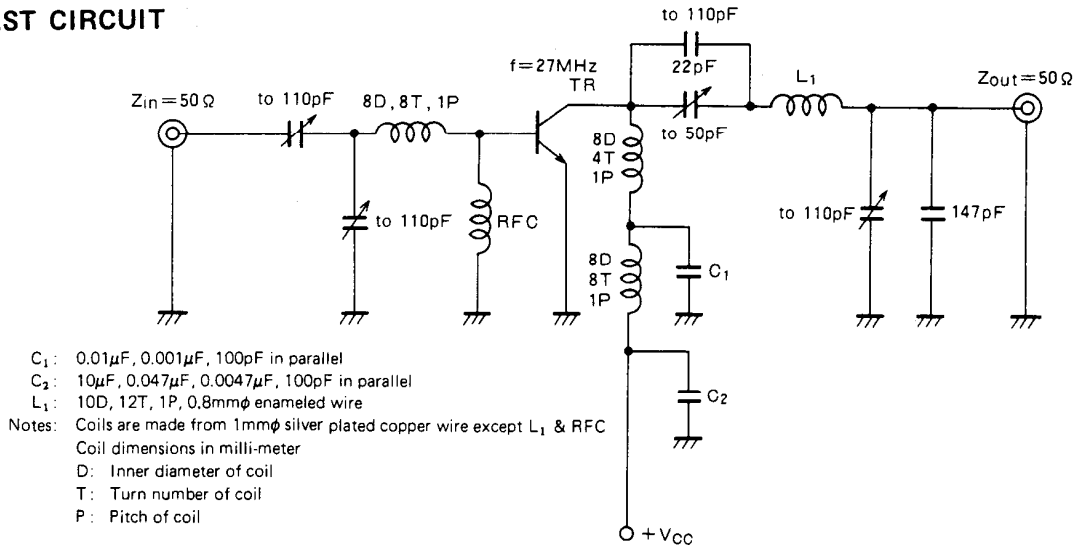 ST CIRCUIT
to 110pF
22pF
f=27MHz
TR
L₁
Zout=50Ω
Zin=50Ω
to 110pF
8D, 8T, 1P
to 50pF
8D
4T
1P
to 110pF
RFC
to 110pF
147pF
8D
8T
1P
C₁
C₂
+VCC
C₁: 0.01μF, 0.001μF, 100pF in parallel
C₂: 10μF, 0.047μF, 0.0047μF, 100pF in parallel
L₁: 10D, 12T, 1P, 0.8mmφ enameled wire
Notes: Coils are made from 1mmφ silver plated copper wire except L₁ & RFC
Coil dimensions in milli-meter
D: Inner diameter of coil
T: Turn number of coil
P: Pitch of coil